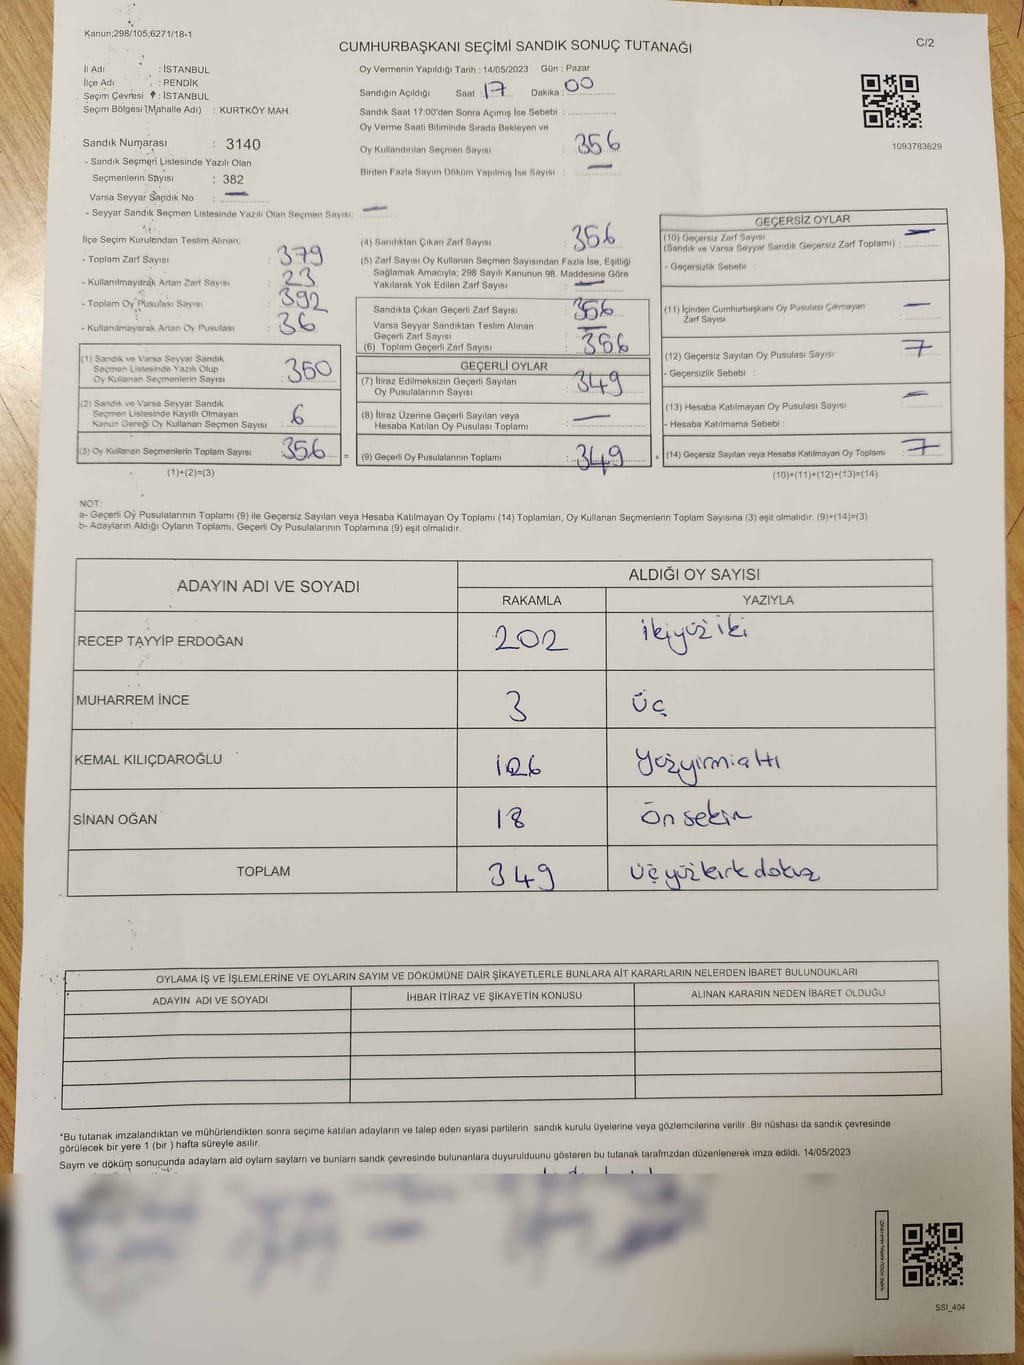 Kanun;298/105;6271/18-1
C/2
CUMHURBAŞKANI SEÇİMİ SANDIK SONUÇ TUTANAĞI
İl Adı : İSTANBUL
İlçe Adı : PENDİK
Seçim Çevresi : İSTANBUL
Seçim Bölgesi (Mahalle Adı) : KURTKÖY MAH.
Sandık Numarası : 3140
- Sandık Seçmen Listesinde Yazılı Olan
Seçmenlerin Sayısı : 382
Varsa Seyyar Sandık No : —
- Seyyar Sandık Seçmen Listesinde Yazılı Olan Seçmen Sayısı: —
Oy Vermenin Yapıldığı Tarih : 14/05/2023 Gün : Pazar
Sandığın Açıldığı Saat : 17 Dakika : 00
Sandık Saat 17:00'den Sonra Açımış İse Sebebi :
Oy Verme Saati Bitiminde Sırada Bekleyen ve
Oy Kullandırılan Seçmen Sayısı : 356
Birden Fazla Sayım Döküm Yapılmış İse Sayısı : —
1093783629
İlçe Seçim Kurulundan Teslim Alınan;
- Toplam Zarf Sayısı : 379
- Kullanılmayarak Artan Zarf Sayısı : 23
- Toplam Oy Pusulası Sayısı : 392
- Kullanılmayarak Artan Oy Pusulası : 36
(1) Sandık ve Varsa Seyyar Sandık
Seçmen Listesinde Yazılı Olup
Oy Kullanan Seçmenlerin Sayısı : 350
(2) Sandık ve Varsa Seyyar Sandık
Seçmen Listesinde Kayıtlı Olmayan
Kanun Gereği Oy Kullanan Seçmen Sayısı : 6
(3) Oy Kullanan Seçmenlerin Toplam Sayısı : 356 =
(1)+(2)=(3)
(4) Sandıktan Çıkan Zarf Sayısı : 356
(5) Zarf Sayısı Oy Kullanan Seçmen Sayısından Fazla İse, Eşitliği
Sağlamak Amacıyla; 298 Sayılı Kanunun 98. Maddesine Göre
Yakılarak Yok Edilen Zarf Sayısı : —
Sandıkta Çıkan Geçerli Zarf Sayısı : 356
Varsa Seyyar Sandıktan Teslim Alınan
Geçerli Zarf Sayısı : —
(6) Toplam Geçerli Zarf Sayısı : 356
GEÇERLİ OYLAR
(7) İtiraz Edilmeksizin Geçerli Sayılan
Oy Pusulalarının Sayısı : 349
(8) İtiraz Üzerine Geçerli Sayılan veya
Hesaba Katılan Oy Pusulası Toplamı : —
(9) Geçerli Oy Pusulalarının Toplamı : 349 +
GEÇERSİZ OYLAR
(10) Geçersiz Zarf Sayısı
(Sandık ve Varsa Seyyar Sandık Geçersiz Zarf Toplamı) : —
- Geçersizlik Sebebi :
(11) İçinden Cumhurbaşkanı Oy Pusulası Çıkmayan
Zarf Sayısı : —
(12) Geçersiz Sayılan Oy Pusulası Sayısı : 7
- Geçersizlik Sebebi :
(13) Hesaba Katılmayan Oy Pusulası Sayısı : —
- Hesaba Katılmama Sebebi :
(14) Geçersiz Sayılan veya Hesaba Katılmayan Oy Toplamı : 7
(10)+(11)+(12)+(13)=(14)
NOT:
a- Geçerli Oy Pusulalarının Toplamı (9) ile Geçersiz Sayılan veya Hesaba Katılmayan Oy Toplamı (14) Toplamları, Oy Kullanan Seçmenlerin Toplam Sayısına (3) eşit olmalıdır. (9)+(14)=(3)
b- Adayların Aldığı Oyların Toplamı, Geçerli Oy Pusulalarının Toplamına (9) eşit olmalıdır.
ADAYIN ADI VE SOYADI ALDIĞI OY SAYISI
RAKAMLA YAZIYLA
RECEP TAYYİP ERDOĞAN 202 ikiyüz iki
MUHARREM İNCE 3 üç
KEMAL KILIÇDAROĞLU 126 yüzyirmialtı
SİNAN OĞAN 18 on sekiz
TOPLAM 349 üçyüzkırk dokuz
OYLAMA İŞ VE İŞLEMLERİNE VE OYLARIN SAYIM VE DÖKÜMÜNE DAİR ŞİKAYETLERLE BUNLARA AİT KARARLARIN NELERDEN İBARET BULUNDUKLARI
ADAYIN ADI VE SOYADI İHBAR İTİRAZ VE ŞİKAYETİN KONUSU ALINAN KARARIN NEDEN İBARET OLDUĞU
*Bu tutanak imzalandıktan ve mühürlendikten sonra seçime katılan adayların ve talep eden siyasi partilerin sandık kurulu üyelerine veya gözlemcilerine verilir .Bir nüshası da sandık çevresinde
görülecek bir yere 1 (bir ) hafta süreyle asılır.
Sayım ve döküm sonucunda adayların ald oyların sayları ve bunların sandk çevresinde bulunanlara duyurulduunu gösteren bu tutanak tarafmzdan düzenlenerek imza edildi. 14/05/2023
SSI_404